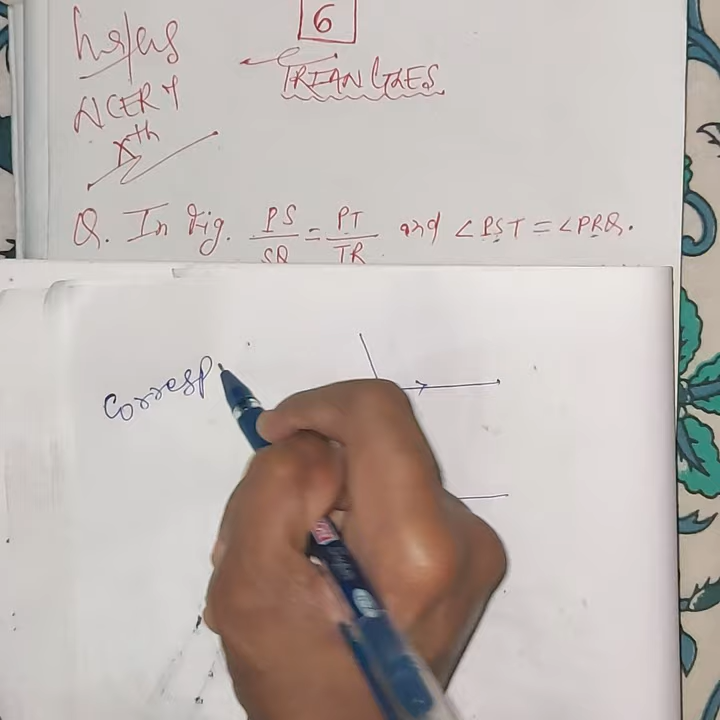 6
TRIANGLES
NCERT
Xth
Q. In Fig. PS/SQ = PT/TR and ∠PST = ∠PRQ.
Corresp